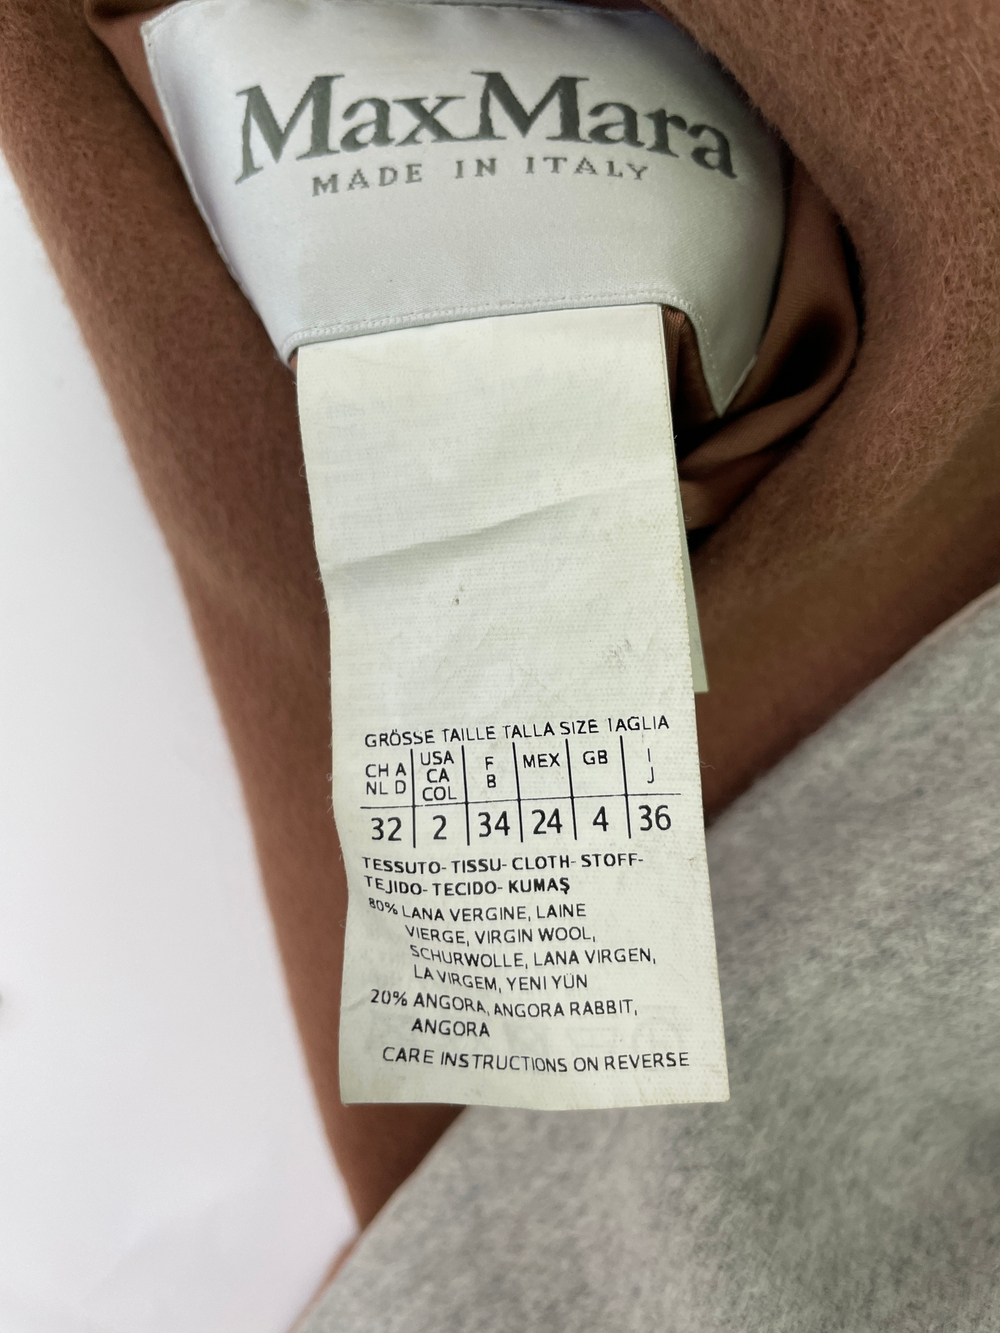 MaxMara
MADE IN ITALY
GRÖSSE TAILLE TALLA SIZE TAGLIA
CH A NL D | USA CA COL | F B | MEX | GB | I J
32 | 2 | 34 | 24 | 4 | 36
TESSUTO- TISSU- CLOTH- STOFF-
TEJIDO- TECIDO- KUMAŞ
80% LANA VERGINE, LAINE
VIERGE, VIRGIN WOOL,
SCHURWOLLE, LANA VIRGEN,
LA VIRGEM, YENI YÜN
20% ANGORA, ANGORA RABBIT,
ANGORA
CARE INSTRUCTIONS ON REVERSE